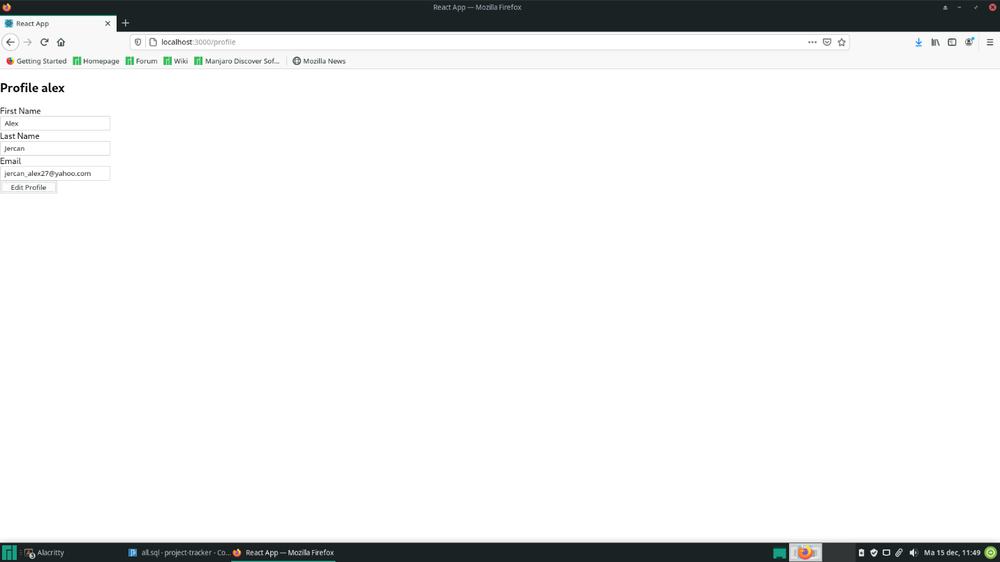 React App — Mozilla Firefox
React App
localhost:3000/profile
Getting Started Homepage Forum Wiki Manjaro Discover Sof... Mozilla News
Profile alex
First Name
Alex
Last Name
Jercan
Email
jercan_alex27@yahoo.com
Edit Profile
3 Alacritty all.sql - project-tracker - Co... React App — Mozilla Firefox Ma 15 dec, 11:49